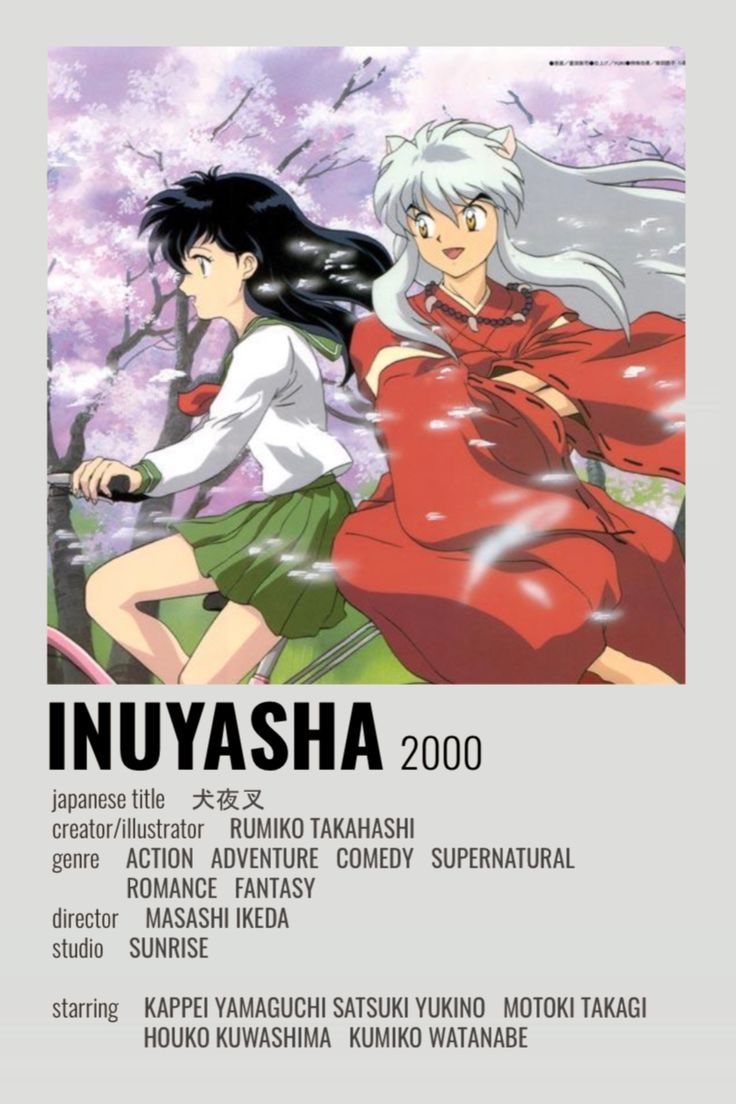 INUYASHA 2000
japanese title 犬夜叉
creator/illustrator RUMIKO TAKAHASHI
genre ACTION ADVENTURE COMEDY SUPERNATURAL
ROMANCE FANTASY
director MASASHI IKEDA
studio SUNRISE
starring KAPPEI YAMAGUCHI SATSUKI YUKINO MOTOKI TAKAGI
HOUKO KUWASHIMA KUMIKO WATANABE